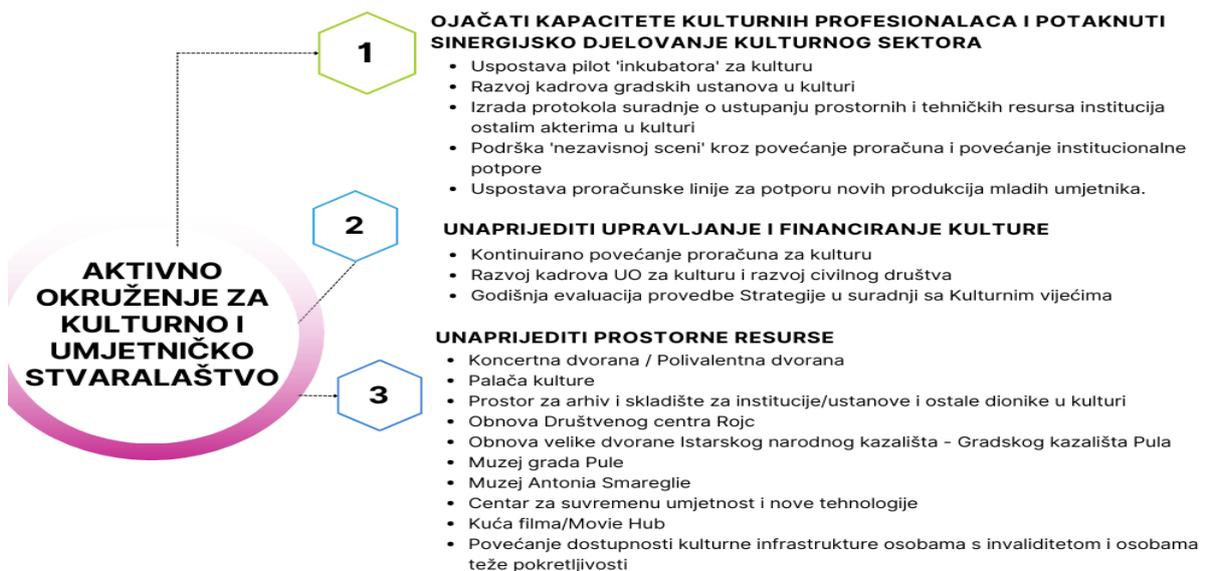 1
OJAČATI KAPACITETE KULTURNIH PROFESIONALACA I POTAKNUTI
SINERGIJSKO DJELOVANJE KULTURNOG SEKTORA
• Uspostava pilot 'inkubatora' za kulturu
• Razvoj kadrova gradskih ustanova u kulturi
• Izrada protokola suradnje o ustupanju prostornih i tehničkih resursa institucija
ostalim akterima u kulturi
• Podrška 'nezavisnoj sceni' kroz povećanje proračuna i povećanje institucionalne
potpore
• Uspostava proračunske linije za potporu novih produkcija mladih umjetnika.
2
UNAPRIJEDITI UPRAVLJANJE I FINANCIRANJE KULTURE
• Kontinuirano povećanje proračuna za kulturu
• Razvoj kadrova UO za kulturu i razvoj civilnog društva
• Godišnja evaluacija provedbe Strategije u suradnji sa Kulturnim vijećima
AKTIVNO
OKRUŽENJE ZA
KULTURNO I
UMJETNIČKO
STVARALAŠTVO
3
UNAPRIJEDITI PROSTORNE RESURSE
• Koncertna dvorana / Polivalentna dvorana
• Palača kulture
• Prostor za arhiv i skladište za institucije/ustanove i ostale dionike u kulturi
• Obnova Društvenog centra Rojc
• Obnova velike dvorane Istarskog narodnog kazališta - Gradskog kazališta Pula
• Muzej grada Pule
• Muzej Antonia Smareglie
• Centar za suvremenu umjetnost i nove tehnologije
• Kuća filma/Movie Hub
• Povećanje dostupnosti kulturne infrastrukture osobama s invaliditetom i osobama
teže pokretljivosti